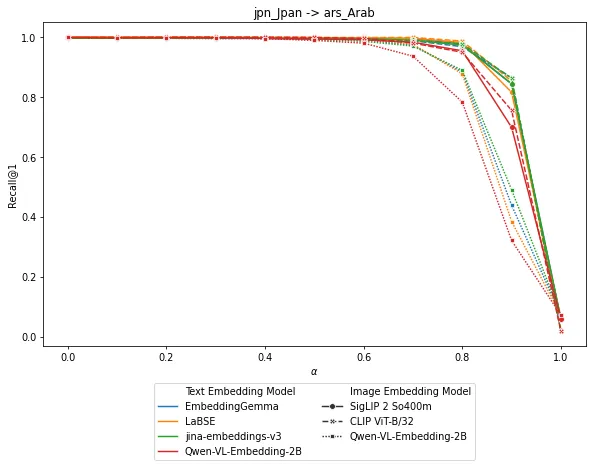 jpn_Jpan -> ars_Arab
Recall@1
1.0
0.8
0.6
0.4
0.2
0.0
0.0 0.2 0.4 0.6 0.8 1.0
α
Text Embedding Model Image Embedding Model
EmbeddingGemma SigLIP 2 So400m
LaBSE CLIP ViT-B/32
jina-embeddings-v3 Qwen-VL-Embedding-2B
Qwen-VL-Embedding-2B